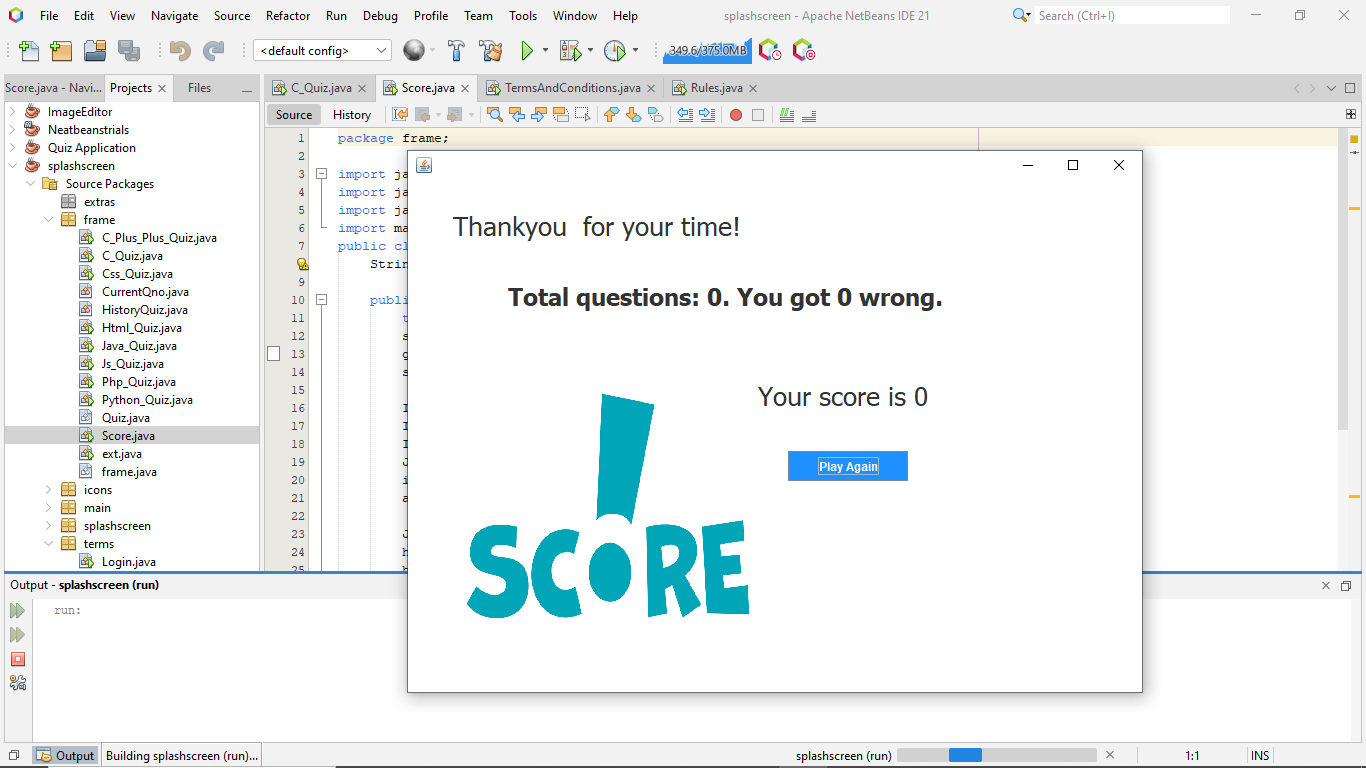 File Edit View Navigate Source Refactor Run Debug Profile Team Tools Window Help splashscreen - Apache NetBeans IDE 21 Search (Ctrl+I)
<default config> 349.6/375.0MB
Score.java - Navi... Projects Files C_Quiz.java Score.java TermsAndConditions.java Rules.java
Source History
ImageEditor
Neatbeanstrials
Quiz Application
splashscreen
Source Packages
extras
frame
C_Plus_Plus_Quiz.java
C_Quiz.java
Css_Quiz.java
CurrentQno.java
HistoryQuiz.java
Html_Quiz.java
Java_Quiz.java
Js_Quiz.java
Php_Quiz.java
Python_Quiz.java
Quiz.java
Score.java
ext.java
frame.java
icons
main
splashscreen
terms
Login.java
1 package frame;
2
3 import ja
4 import ja
5 import ja
6 import ma
7 public cl
Strin
9
10 public
11 t
12 s
13 g
14 s
15
16 I
17 I
18 I
19 J
20 i
21 a
22
23 J
24 h
25 h
Thankyou for your time!
Total questions: 0. You got 0 wrong.
Your score is 0
Play Again
SCORE
Output - splashscreen (run)
run:
Output Building splashscreen (run)... splashscreen (run) 1:1 INS